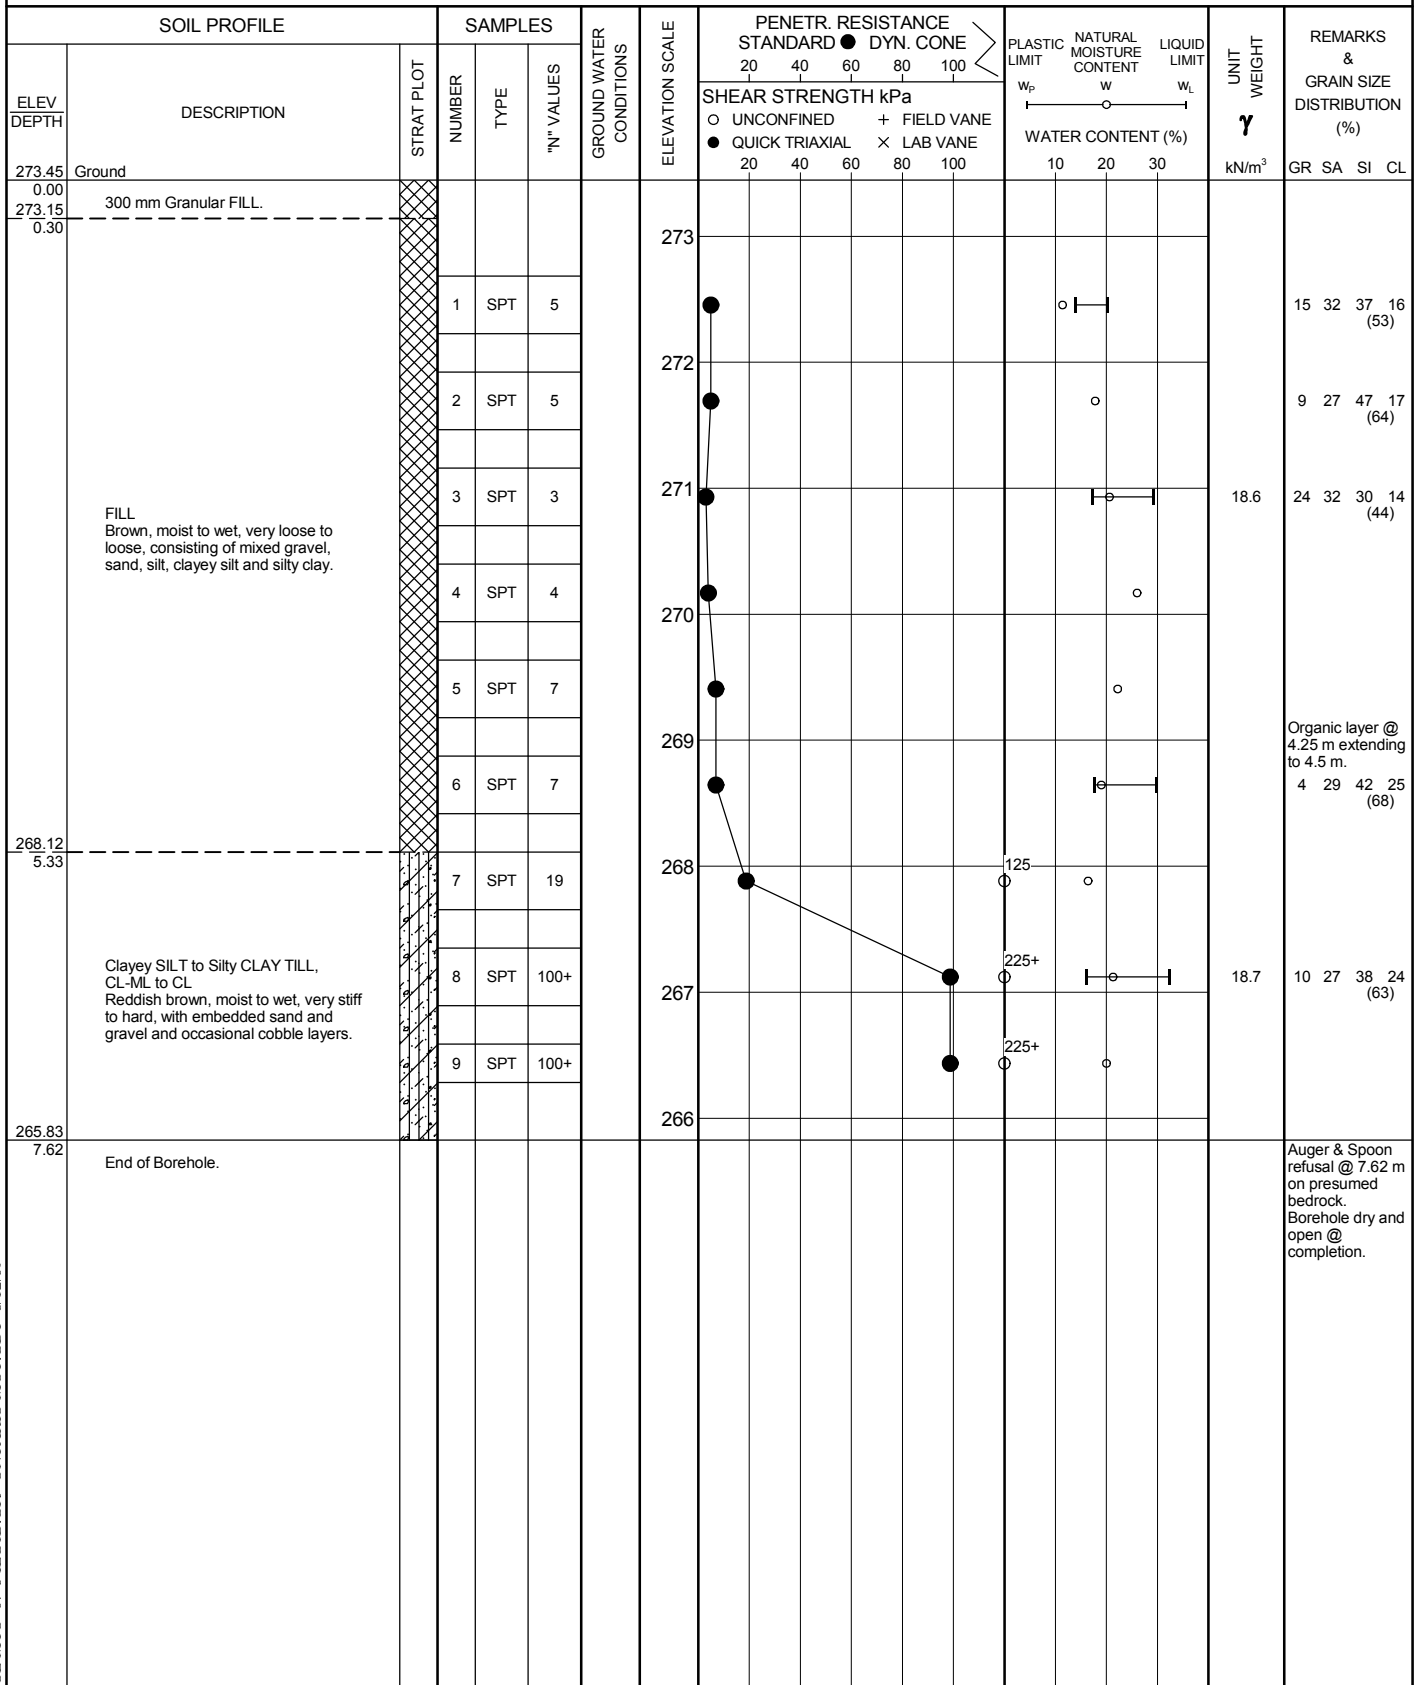 SOIL PROFILE
SAMPLES
GROUND WATER
CONDITIONS
ELEVATION SCALE
PENETR. RESISTANCE
STANDARD ● DYN. CONE
20 40 60 80 100
SHEAR STRENGTH kPa
○ UNCONFINED + FIELD VANE
● QUICK TRIAXIAL × LAB VANE
20 40 60 80 100
PLASTIC
LIMIT
NATURAL
MOISTURE
CONTENT
LIQUID
LIMIT
wP w wL
WATER CONTENT (%)
10 20 30
UNIT
WEIGHT
γ
kN/m³
REMARKS
&
GRAIN SIZE
DISTRIBUTION
(%)
GR SA SI CL
ELEV
DEPTH
DESCRIPTION
STRAT PLOT
NUMBER
TYPE
"N" VALUES
273.45 Ground
0.00
300 mm Granular FILL.
273.15
0.30
273
1 SPT 5
15 32 37 16
(53)
272
2 SPT 5
9 27 47 17
(64)
271
3 SPT 3
18.6
24 32 30 14
(44)
FILL
Brown, moist to wet, very loose to
loose, consisting of mixed gravel,
sand, silt, clayey silt and silty clay.
4 SPT 4
270
5 SPT 7
269
Organic layer @
4.25 m extending
to 4.5 m.
6 SPT 7
4 29 42 25
(68)
268.12
5.33
268
125
7 SPT 19
Clayey SILT to Silty CLAY TILL,
CL-ML to CL
Reddish brown, moist to wet, very stiff
to hard, with embedded sand and
gravel and occasional cobble layers.
225+
8 SPT 100+
18.7
10 27 38 24
(63)
267
225+
9 SPT 100+
266
265.83
7.62
End of Borehole.
Auger & Spoon
refusal @ 7.62 m
on presumed
bedrock.
Borehole dry and
open @
completion.